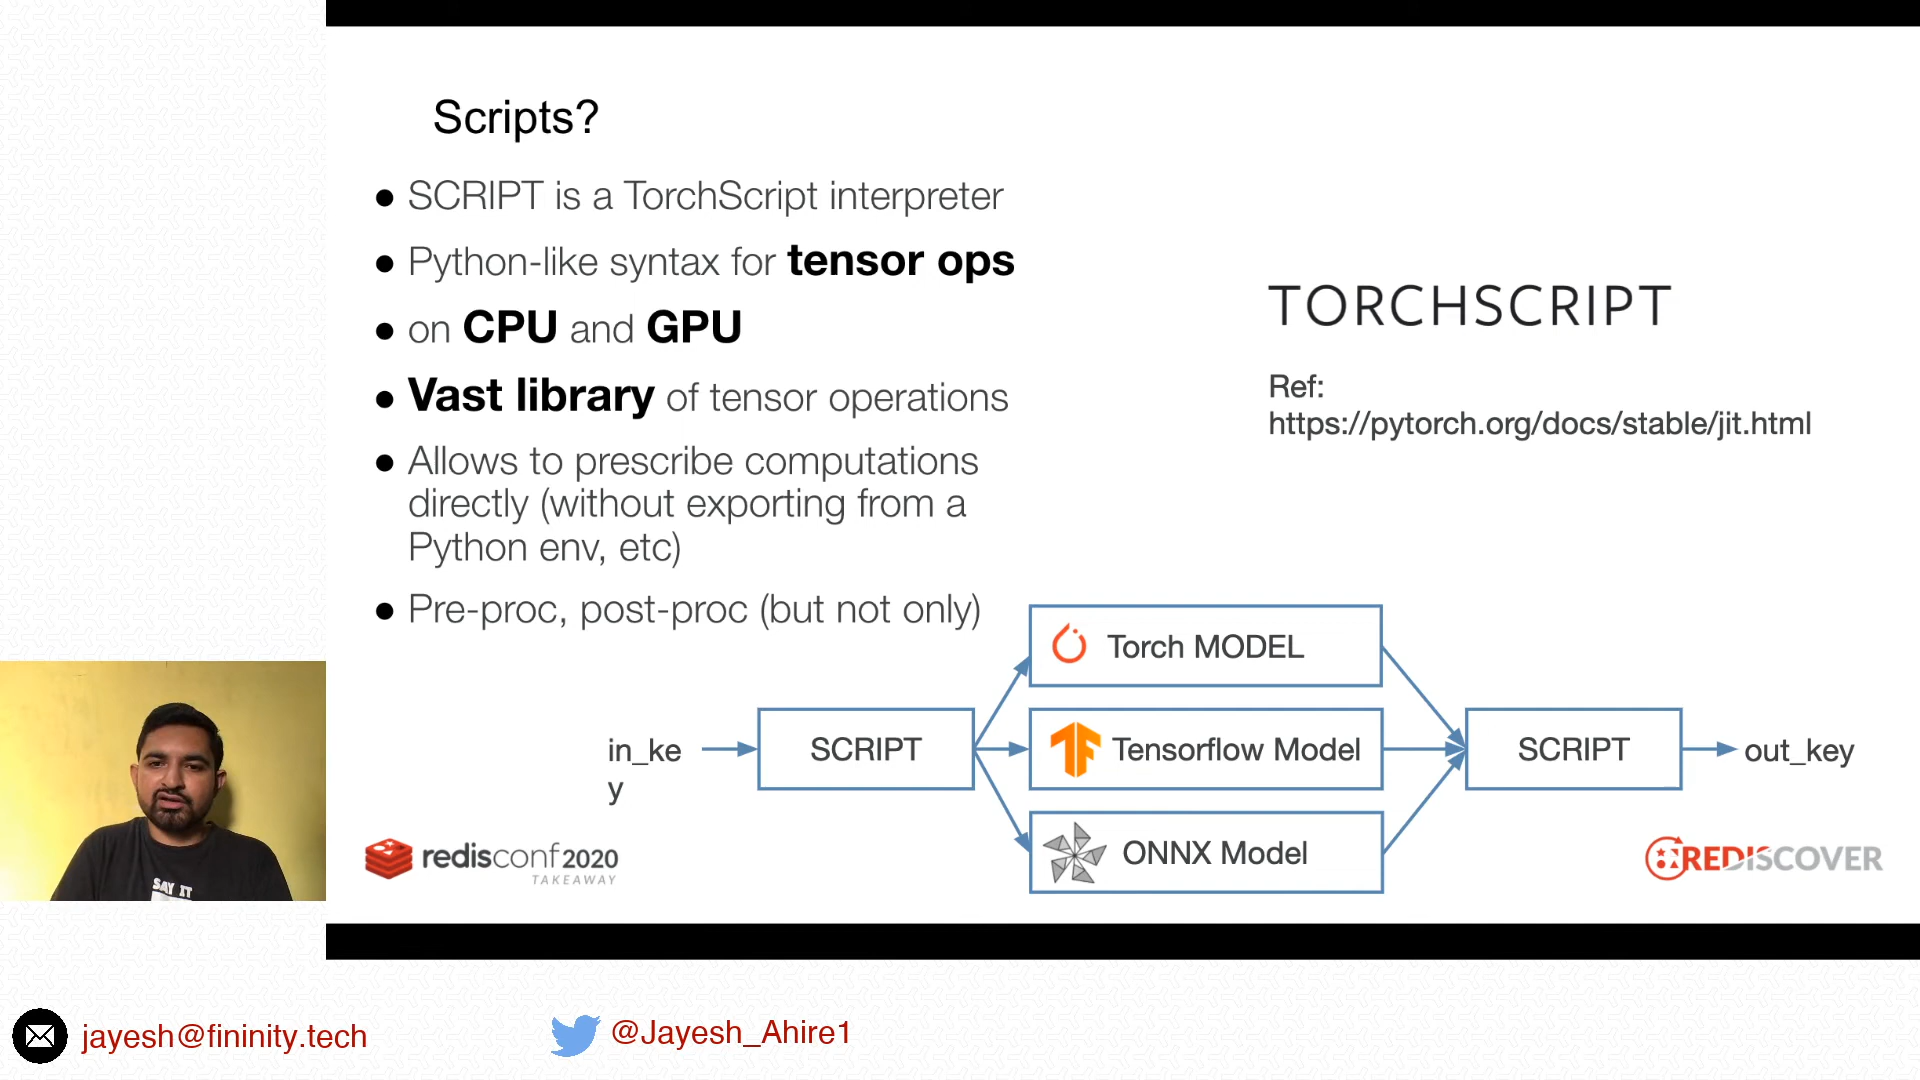 Scripts?
● SCRIPT is a TorchScript interpreter
● Python-like syntax for tensor ops
● on CPU and GPU
● Vast library of tensor operations
● Allows to prescribe computations
directly (without exporting from a
Python env, etc)
● Pre-proc, post-proc (but not only)
TORCHSCRIPT
Ref:
https://pytorch.org/docs/stable/jit.html
in_ke
y
SCRIPT
Torch MODEL
Tensorflow Model
ONNX Model
SCRIPT
out_key
redisconf 2020
TAKEAWAY
REDISCOVER
SAY IT
jayesh@fininity.tech
@Jayesh_Ahire1